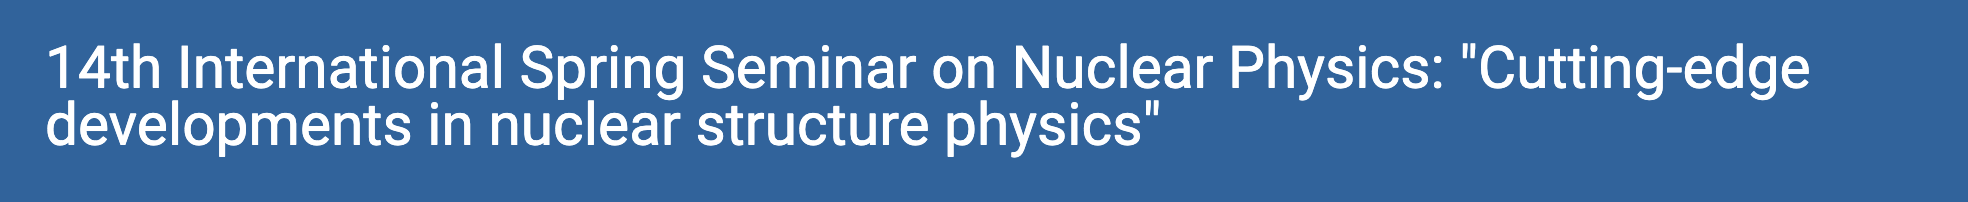 14th International Spring Seminar on Nuclear Physics: "Cutting-edge
developments in nuclear structure physics"